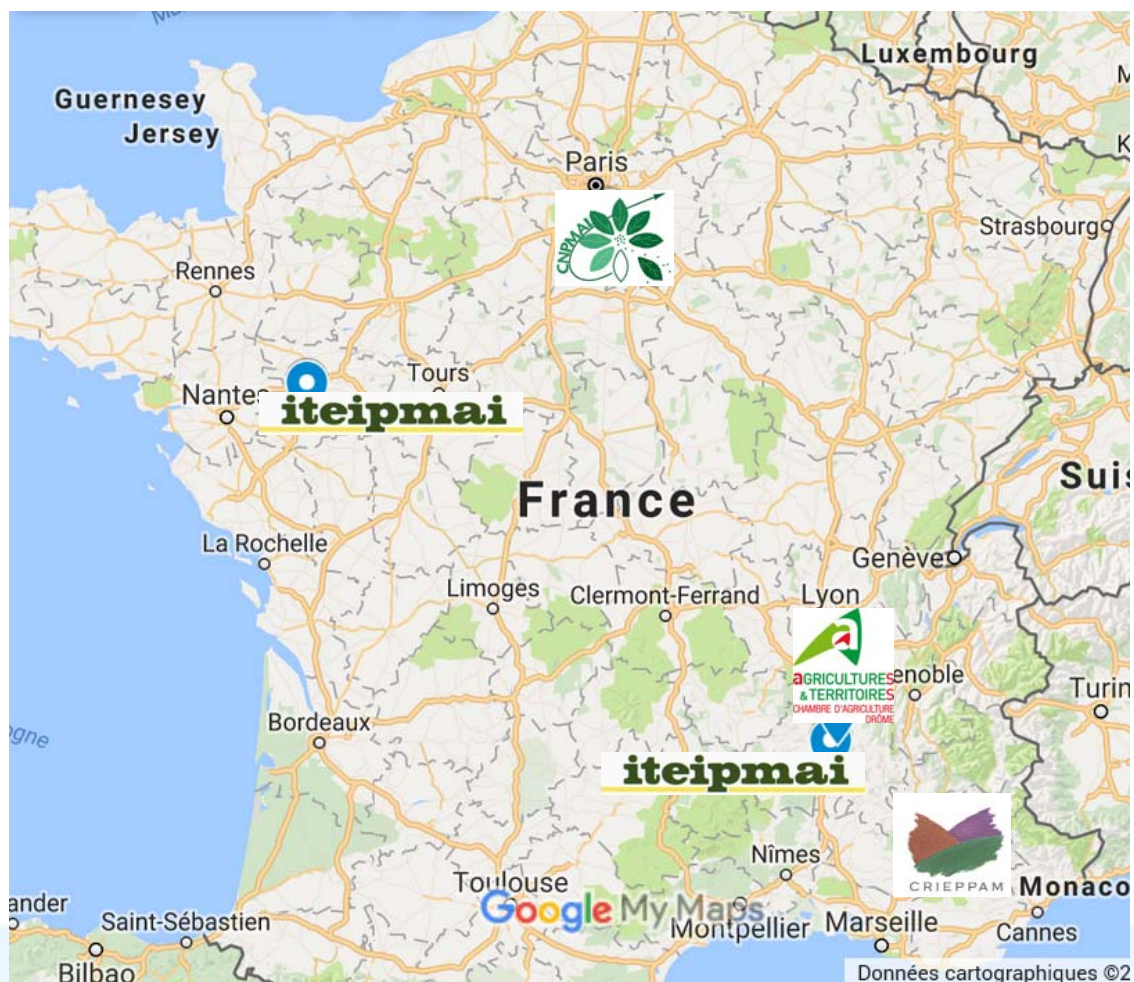 Luxembourg
Guernesey
Jersey
Paris
CNPMAI
Strasbourg
Rennes
Tours
Nantes
iteipmai
France
Suis
La Rochelle
Genève
Limoges
Clermont-Ferrand
Lyon
aGRICULTURES
& TERRITOIRES
CHAMBRE D'AGRICULTURE
DRÔME
enoble
Turin
ogne
Bordeaux
iteipmai
Nîmes
CRIEPPAM
Monaco
Toulouse
Google My Maps
ander
Saint-Sébastien
Montpellier
Marseille
Cannes
Bilbao
Données cartographiques ©2